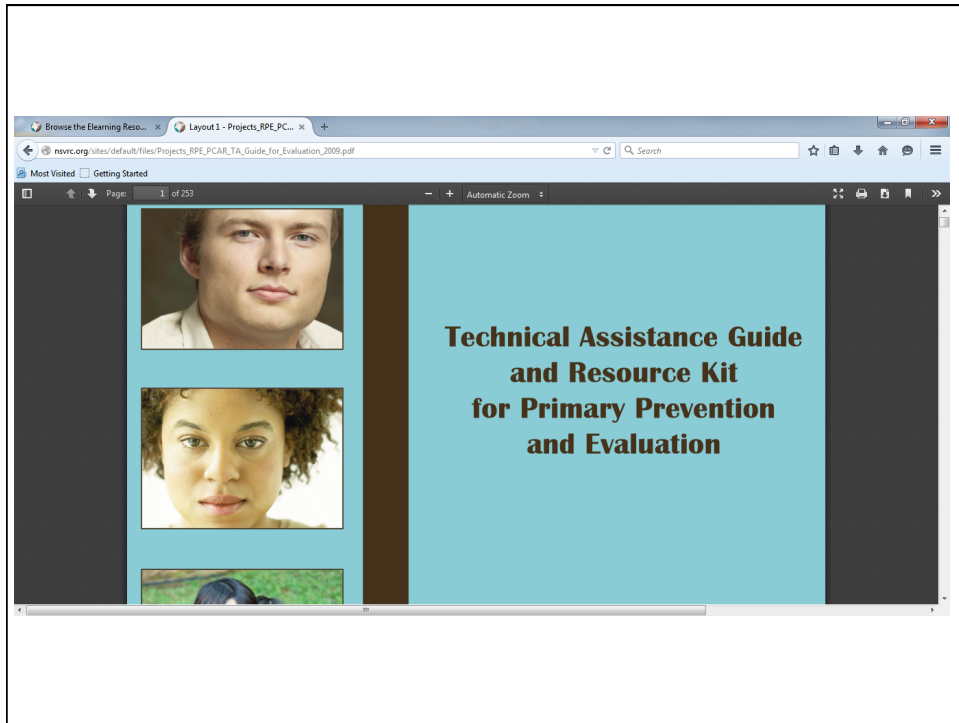 Browse the Elearning Reso...
Layout 1 - Projects_RPE_PC...
nsvrc.org/sites/default/files/Projects_RPE_PCAR_TA_Guide_for_Evaluation_2009.pdf
Search
Most Visited
Getting Started
Page: 1 of 253
Automatic Zoom
Technical Assistance Guide
and Resource Kit
for Primary Prevention
and Evaluation